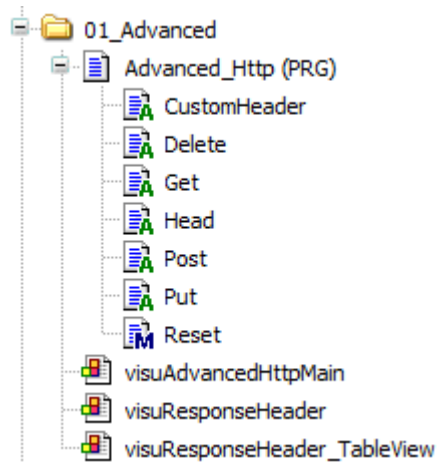 01_Advanced
Advanced_Http (PRG)
CustomHeader
Delete
Get
Head
Post
Put
Reset
visuAdvancedHttpMain
visuResponseHeader
visuResponseHeader_TableView